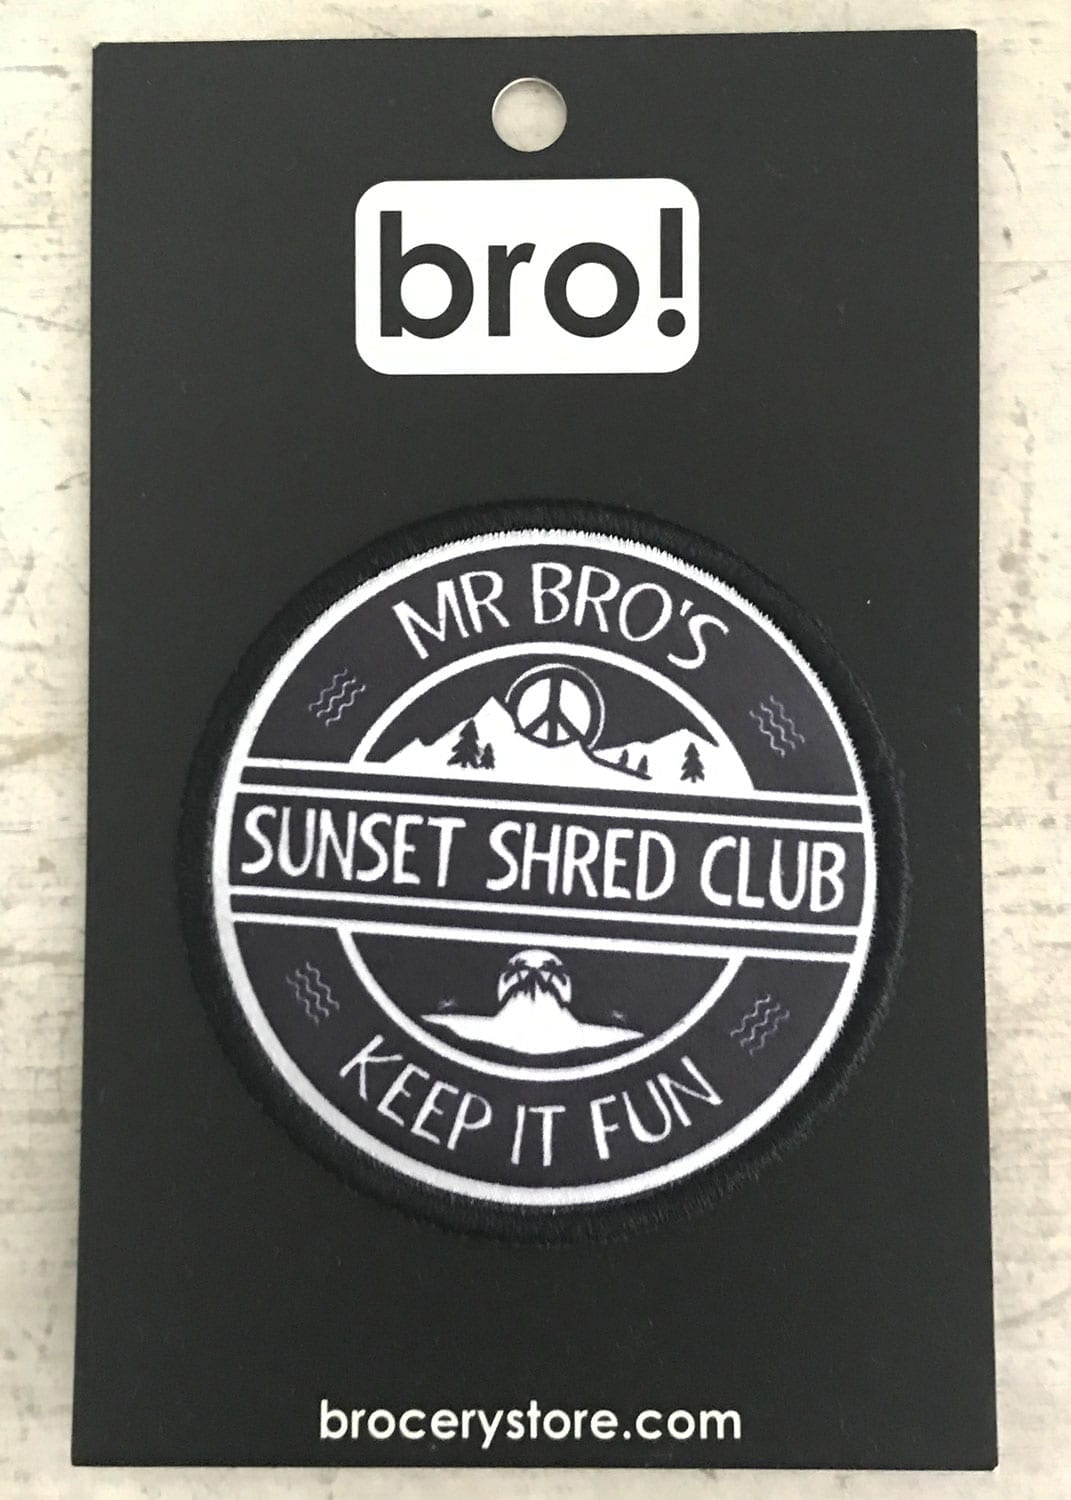 bro!
MR BRO'S
SUNSET SHRED CLUB
KEEP IT FUN
brocerystore.com